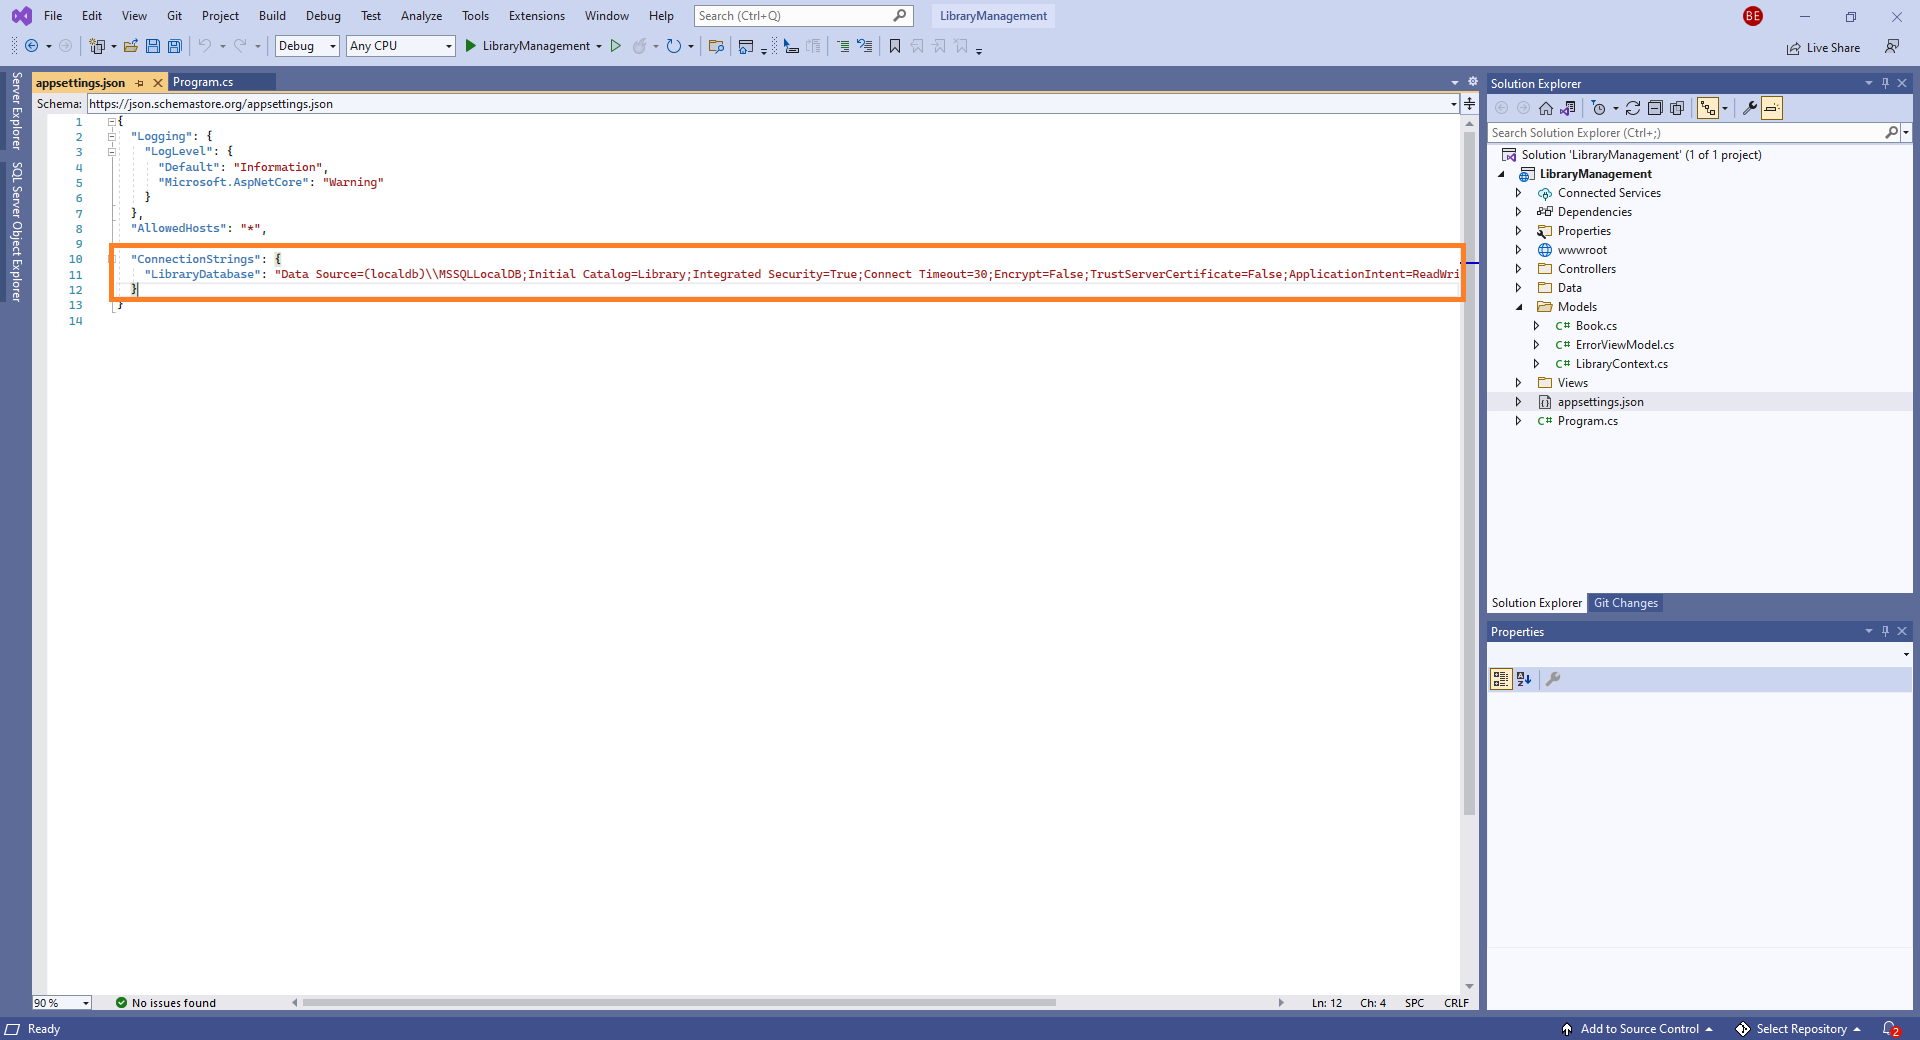 File Edit View Git Project Build Debug Test Analyze Tools Extensions Window Help Search (Ctrl+Q) LibraryManagement BE
Debug Any CPU LibraryManagement Live Share
Server Explorer
SQL Server Object Explorer
appsettings.json Program.cs
Schema: https://json.schemastore.org/appsettings.json
1 {
2 "Logging": {
3 "LogLevel": {
4 "Default": "Information",
5 "Microsoft.AspNetCore": "Warning"
6 }
7 },
8 "AllowedHosts": "*",
9
10 "ConnectionStrings": {
11 "LibraryDatabase": "Data Source=(localdb)\\MSSQLLocalDB;Initial Catalog=Library;Integrated Security=True;Connect Timeout=30;Encrypt=False;TrustServerCertificate=False;ApplicationIntent=ReadWri
12 }
13 }
14
90 % No issues found Ln: 12 Ch: 4 SPC CRLF
Solution Explorer
Search Solution Explorer (Ctrl+;)
Solution 'LibraryManagement' (1 of 1 project)
LibraryManagement
Connected Services
Dependencies
Properties
wwwroot
Controllers
Data
Models
C# Book.cs
C# ErrorViewModel.cs
C# LibraryContext.cs
Views
appsettings.json
C# Program.cs
Solution Explorer Git Changes
Properties
Ready Add to Source Control Select Repository 2